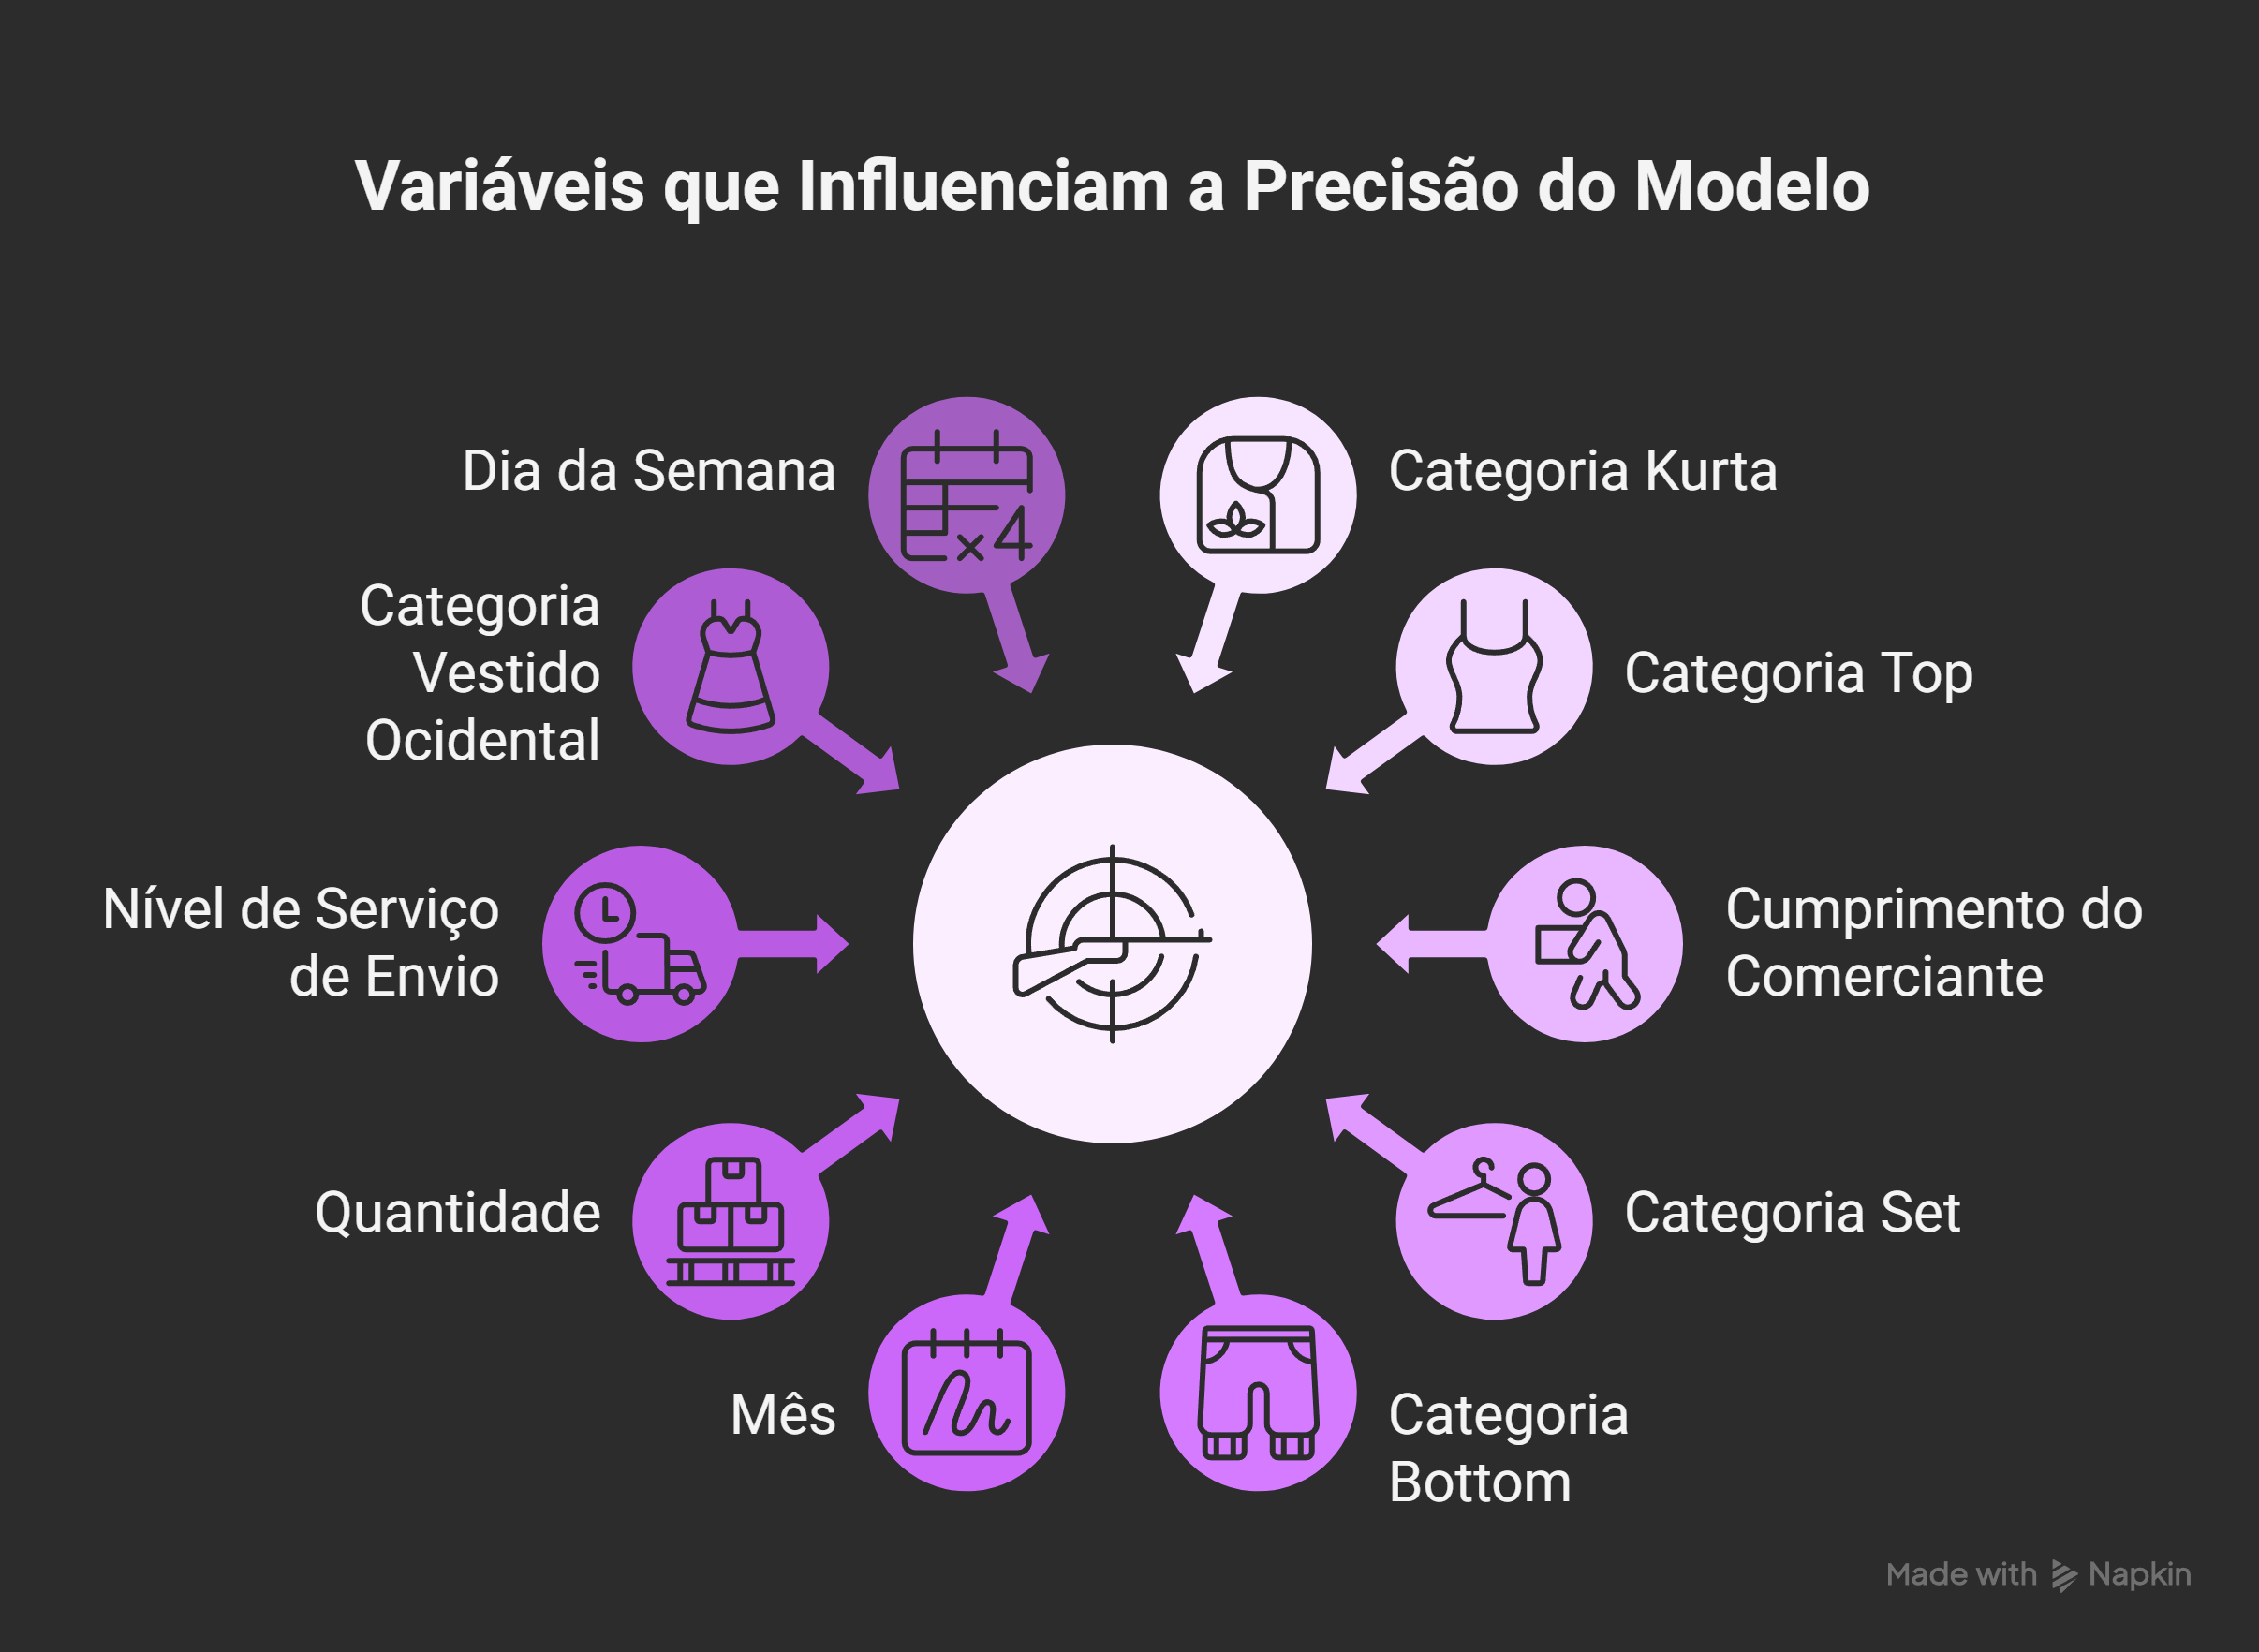 Variáveis que Influenciam a Precisão do Modelo
Dia da Semana
Categoria Kurta
Categoria
Vestido
Ocidental
Categoria Top
Nível de Serviço
de Envio
Cumprimento do
Comerciante
Quantidade
Categoria Set
Mês
Categoria
Bottom
×4
Made with Napkin